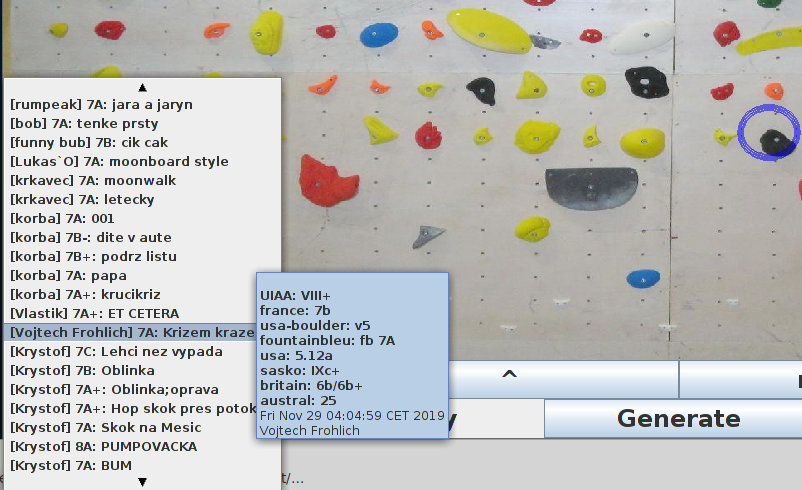 [rumpeak] 7A: jara a jaryn
[bob] 7A: tenke prsty
[funny bub] 7B: cik cak
[Lukas`O] 7A: moonboard style
[krkavec] 7A: moonwalk
[krkavec] 7A: letecky
[korba] 7A: 001
[korba] 7B-: dite v aute
[korba] 7B+: podrz listu
[korba] 7A: papa
[korba] 7A+: krucikriz
[Vlastik] 7A+: ET CETERA
[Vojtech Frohlich] 7A: Krizem kraze
[Krystof] 7C: Lehci nez vypada
[Krystof] 7B: Oblinka
[Krystof] 7A+: Oblinka;oprava
[Krystof] 7A+: Hop skok pres potok
[Krystof] 7A: Skok na Mesic
[Krystof] 8A: PUMPOVACKA
[Krystof] 7A: BUM
UIAA: VIII+
france: 7b
usa-boulder: v5
fountainbleu: fb 7A
usa: 5.12a
sasko: IXc+
britain: 6b/6b+
austral: 25
Fri Nov 29 04:04:59 CET 2019
Vojtech Frohlich
^
Generate
t/...